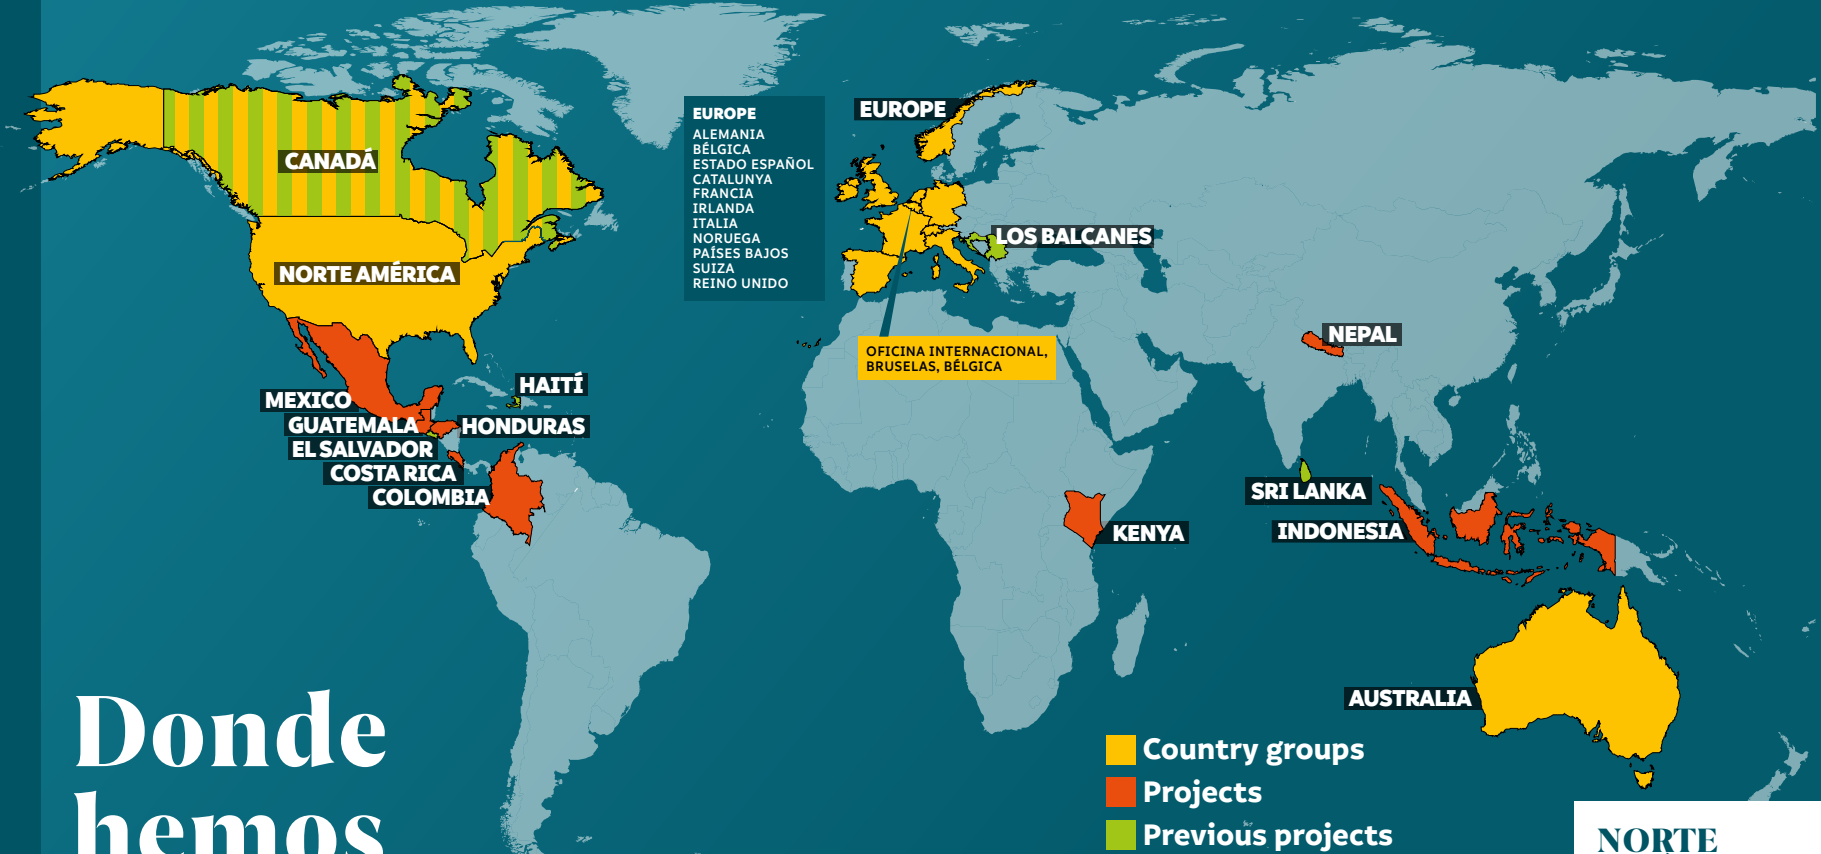 CANADÁ
NORTE AMÉRICA
EUROPE
ALEMANIA
BÉLGICA
ESTADO ESPAÑOL
CATALUNYA
FRANCIA
IRLANDA
ITALIA
NORUEGA
PAÍSES BAJOS
SUIZA
REINO UNIDO
EUROPE
LOS BALCANES
OFICINA INTERNACIONAL,
BRUSELAS, BÉLGICA
NEPAL
HAITÍ
MEXICO
GUATEMALA
HONDURAS
EL SALVADOR
COSTA RICA
COLOMBIA
KENYA
SRI LANKA
INDONESIA
AUSTRALIA
Donde
hemos
Country groups
Projects
Previous projects
NORTE